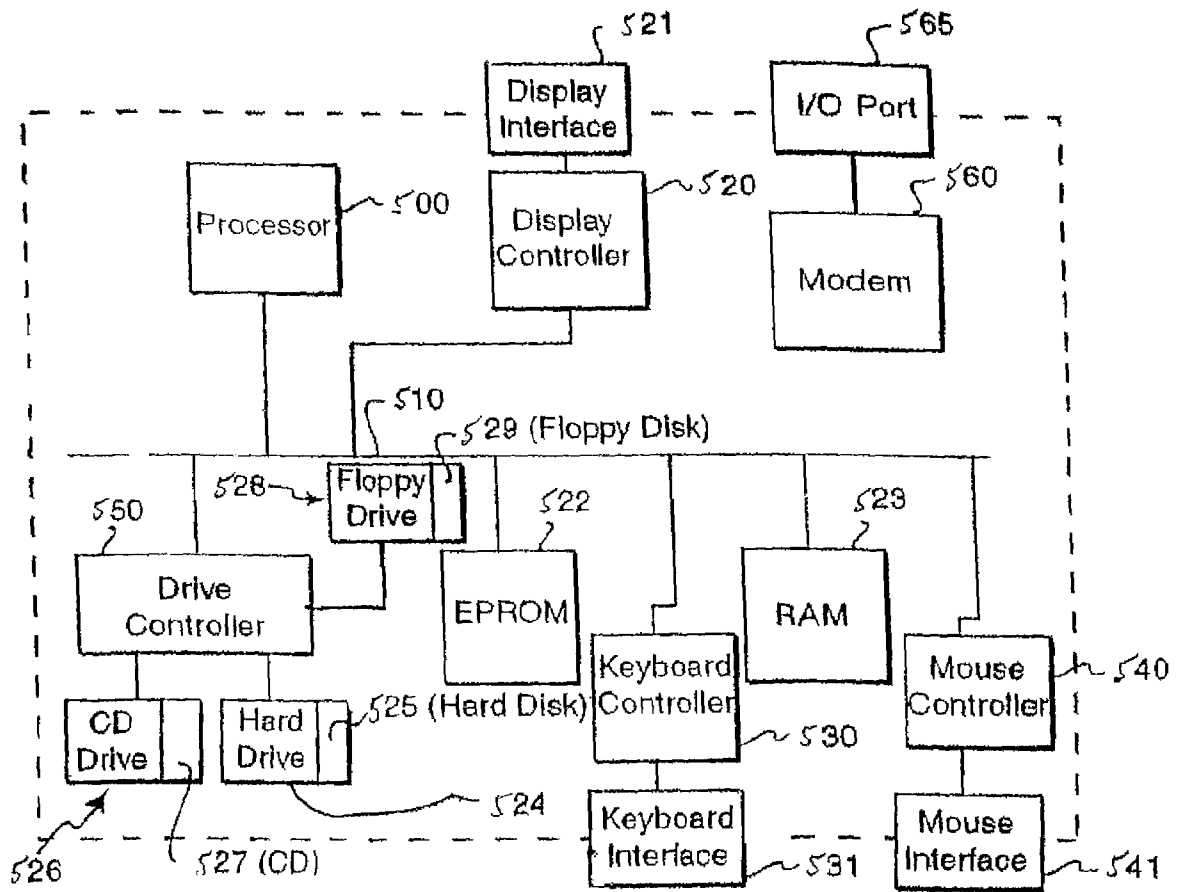 521
565
Display
Interface
I/O Port
520
560
500
Processor
Display
Controller
Modem
510
529 (Floppy Disk)
528
Floppy
Drive
522
523
550
Drive
Controller
EPROM
RAM
Keyboard
Controller
Mouse
Controller
540
CD
Drive
Hard
Drive
525 (Hard Disk)
530
524
526
527 (CD)
Keyboard
Interface
531
Mouse
Interface
541